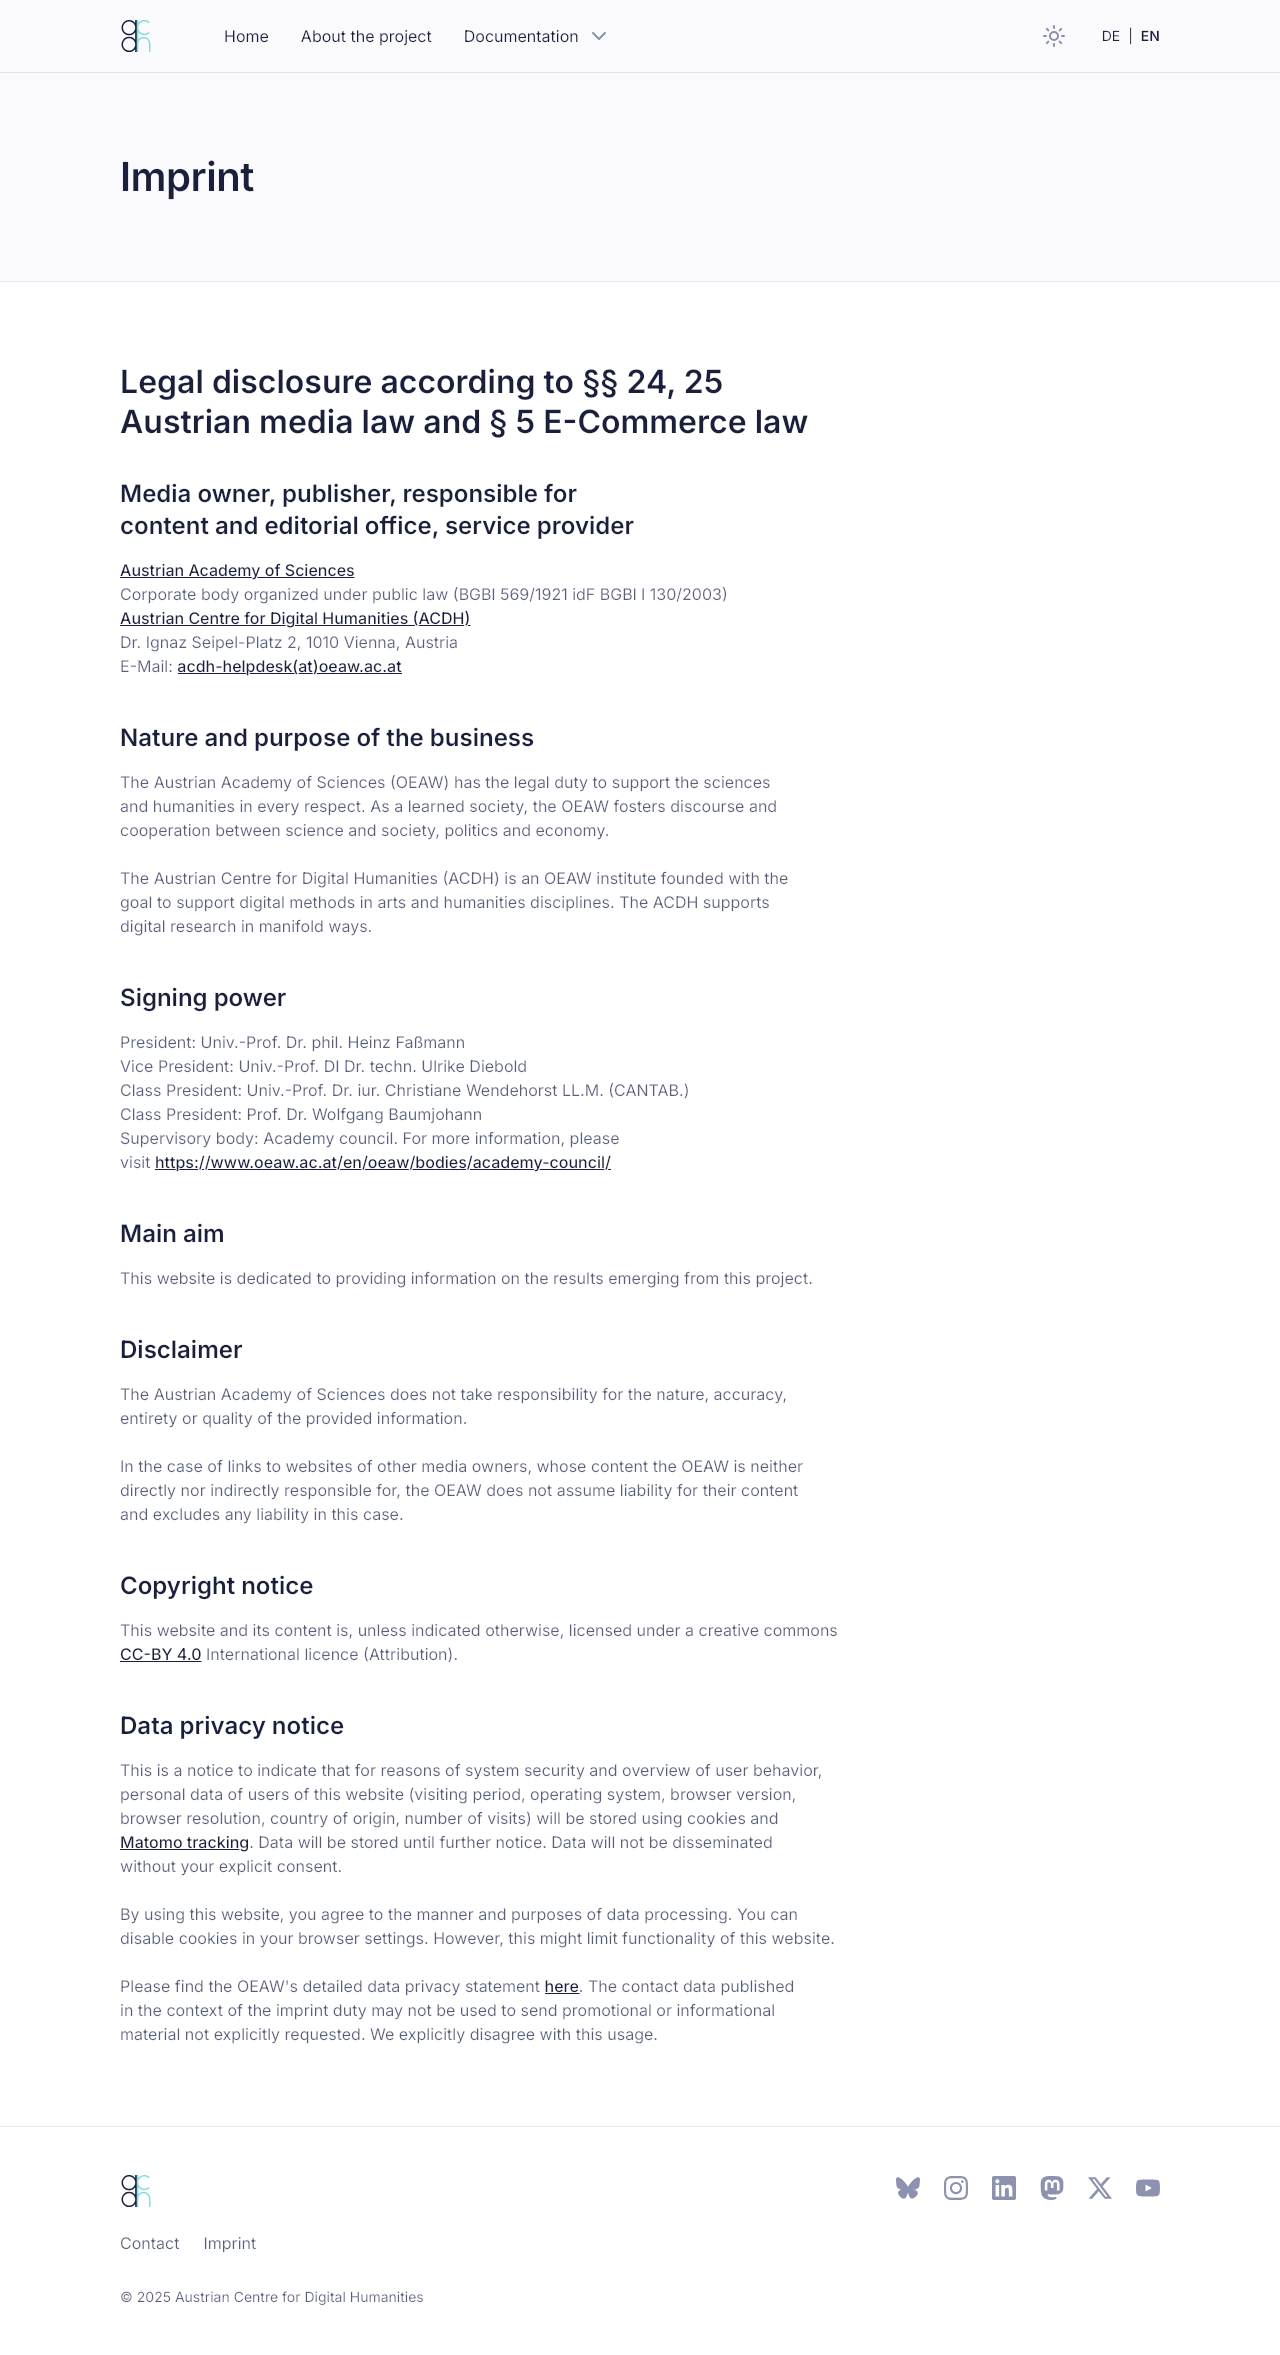 Home
About the project
Documentation
DE | EN
Imprint
Legal disclosure according to §§ 24, 25
Austrian media law and § 5 E-Commerce law
Media owner, publisher, responsible for
content and editorial office, service provider
Austrian Academy of Sciences
Corporate body organized under public law (BGBI 569/1921 idF BGBI I 130/2003)
Austrian Centre for Digital Humanities (ACDH)
Dr. Ignaz Seipel-Platz 2, 1010 Vienna, Austria
E-Mail: acdh-helpdesk(at)oeaw.ac.at
Nature and purpose of the business
The Austrian Academy of Sciences (OEAW) has the legal duty to support the sciences
and humanities in every respect. As a learned society, the OEAW fosters discourse and
cooperation between science and society, politics and economy.
The Austrian Centre for Digital Humanities (ACDH) is an OEAW institute founded with the
goal to support digital methods in arts and humanities disciplines. The ACDH supports
digital research in manifold ways.
Signing power
President: Univ.-Prof. Dr. phil. Heinz Faßmann
Vice President: Univ.-Prof. DI Dr. techn. Ulrike Diebold
Class President: Univ.-Prof. Dr. iur. Christiane Wendehorst LL.M. (CANTAB.)
Class President: Prof. Dr. Wolfgang Baumjohann
Supervisory body: Academy council. For more information, please
visit https://www.oeaw.ac.at/en/oeaw/bodies/academy-council/
Main aim
This website is dedicated to providing information on the results emerging from this project.
Disclaimer
The Austrian Academy of Sciences does not take responsibility for the nature, accuracy,
entirety or quality of the provided information.
In the case of links to websites of other media owners, whose content the OEAW is neither
directly nor indirectly responsible for, the OEAW does not assume liability for their content
and excludes any liability in this case.
Copyright notice
This website and its content is, unless indicated otherwise, licensed under a creative commons
CC-BY 4.0 International licence (Attribution).
Data privacy notice
This is a notice to indicate that for reasons of system security and overview of user behavior,
personal data of users of this website (visiting period, operating system, browser version,
browser resolution, country of origin, number of visits) will be stored using cookies and
Matomo tracking. Data will be stored until further notice. Data will not be disseminated
without your explicit consent.
By using this website, you agree to the manner and purposes of data processing. You can
disable cookies in your browser settings. However, this might limit functionality of this website.
Please find the OEAW's detailed data privacy statement here. The contact data published
in the context of the imprint duty may not be used to send promotional or informational
material not explicitly requested. We explicitly disagree with this usage.
Contact
Imprint
© 2025 Austrian Centre for Digital Humanities